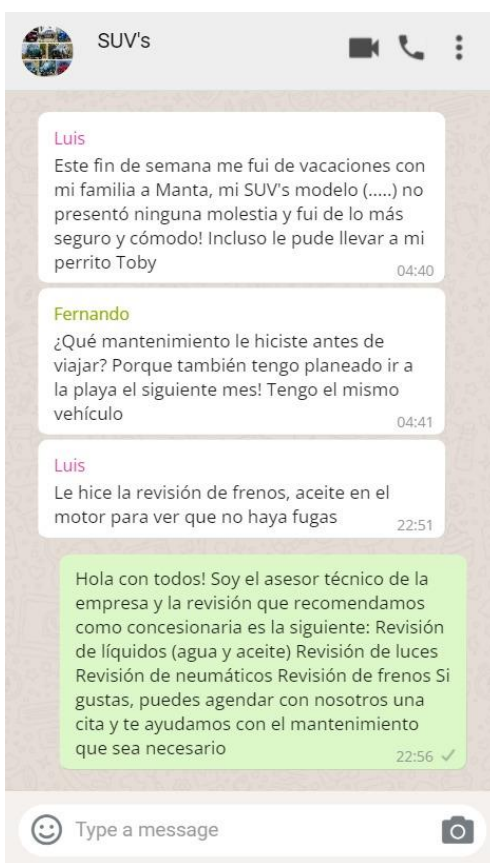 SUV's
Luis
Este fin de semana me fui de vacaciones con
mi familia a Manta, mi SUV's modelo (.....) no
presentó ninguna molestia y fui de lo más
seguro y cómodo! Incluso le pude llevar a mi
perrito Toby
04:40
Fernando
¿Qué mantenimiento le hiciste antes de
viajar? Porque también tengo planeado ir a
la playa el siguiente mes! Tengo el mismo
vehículo
04:41
Luis
Le hice la revisión de frenos, aceite en el
motor para ver que no haya fugas
22:51
Hola con todos! Soy el asesor técnico de la
empresa y la revisión que recomendamos
como concesionaria es la siguiente: Revisión
de líquidos (agua y aceite) Revisión de luces
Revisión de neumáticos Revisión de frenos Si
gustas, puedes agendar con nosotros una
cita y te ayudamos con el mantenimiento
que sea necesario
22:56
Type a message